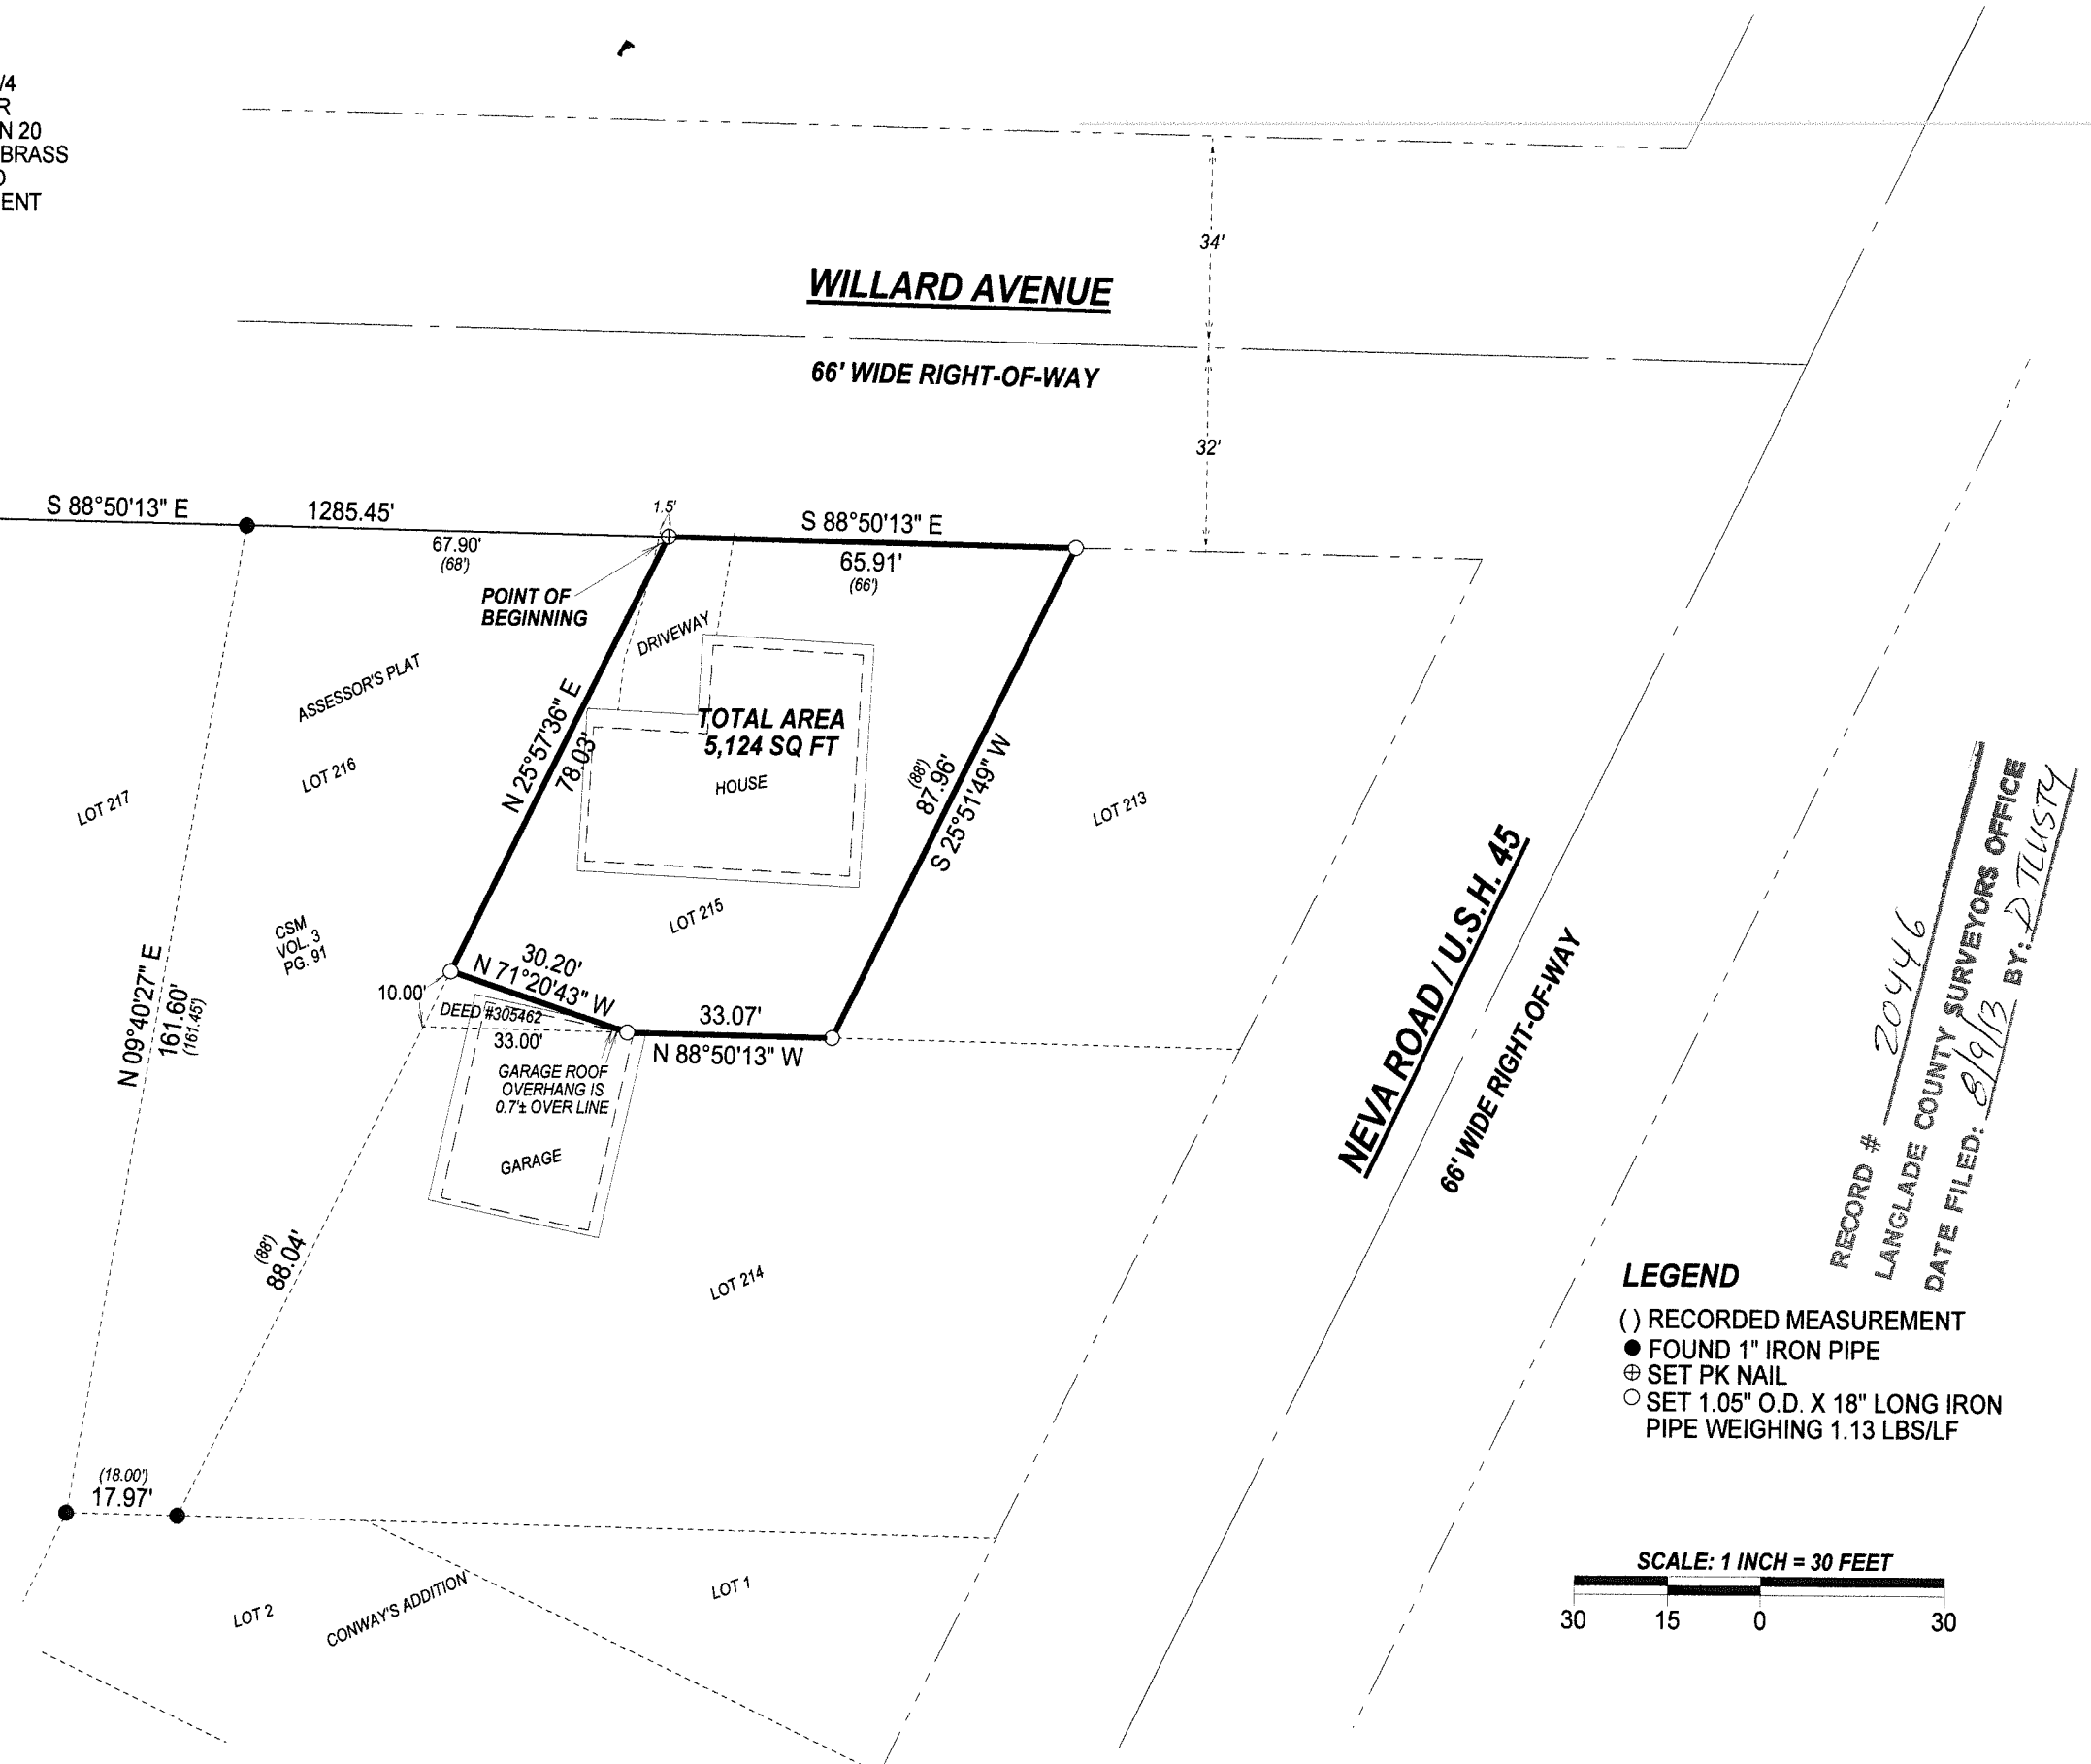 /4
R
N 20
BRASS
D
ENT
34'
WILLARD AVENUE
66' WIDE RIGHT-OF-WAY
32'
S 88°50'13" E
1285.45'
67.90'
(68')
1.5'
S 88°50'13" E
65.91'
(66')
POINT OF
BEGINNING
DRIVEWAY
ASSESSOR'S PLAT
N 25°57'36" E
78.03'
TOTAL AREA
5,124 SQ FT
HOUSE
(88')
87.96'
S 25°51'49" W
LOT 217
LOT 216
LOT 213
LOT 215
CSM
VOL. 3
PG. 91
N 09°40'27" E
161.60'
(161.45')
30.20'
N 71°20'43" W
10.00'
DEED #305462
33.00'
33.07'
N 88°50'13" W
GARAGE ROOF
OVERHANG IS
0.7'± OVER LINE
GARAGE
(88')
88.04'
LOT 214
NEVA ROAD / U.S.H. 45
66' WIDE RIGHT-OF-WAY
RECORD # 20446
LANGLADE COUNTY SURVEYORS OFFICE
DATE FILED: 8/9/13 BY: D TLUSTY
LEGEND
( ) RECORDED MEASUREMENT
FOUND 1" IRON PIPE
SET PK NAIL
SET 1.05" O.D. X 18" LONG IRON
PIPE WEIGHING 1.13 LBS/LF
(18.00')
17.97'
LOT 2
CONWAY'S ADDITION
LOT 1
SCALE: 1 INCH = 30 FEET
30 15 0 30